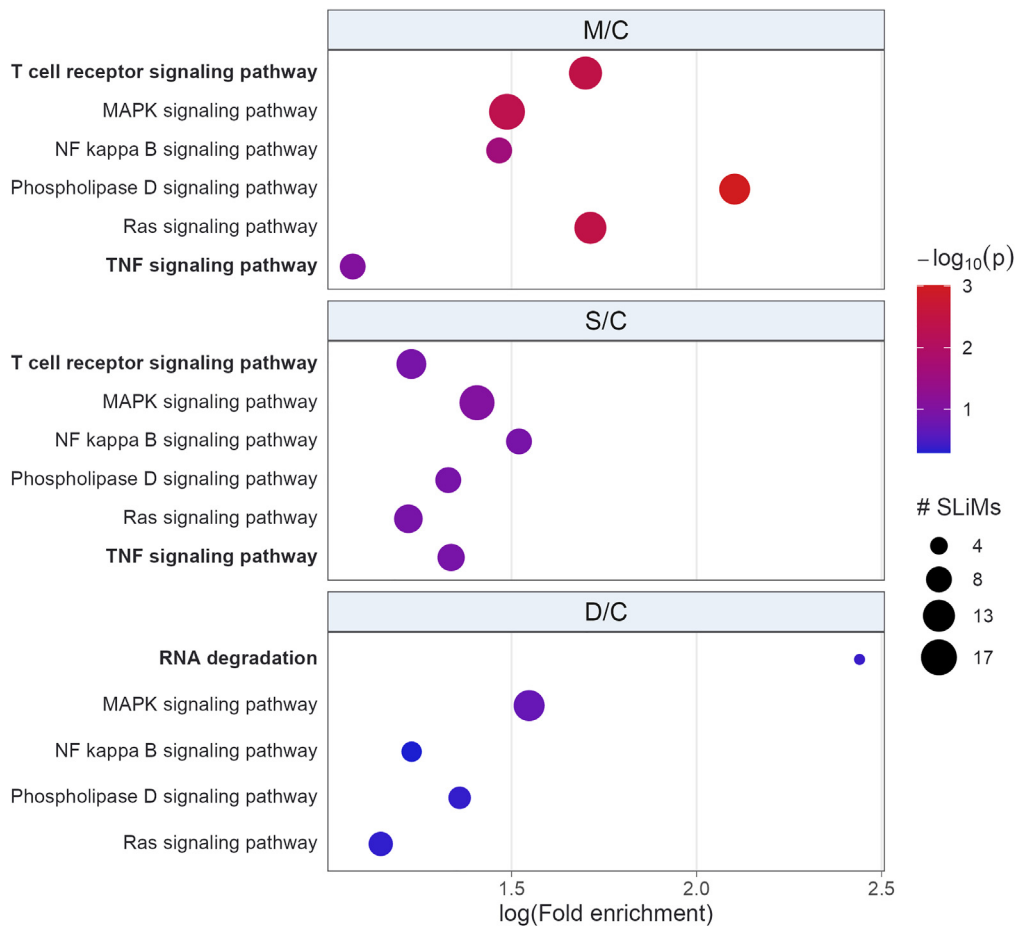 M/C
T cell receptor signaling pathway
MAPK signaling pathway
NF kappa B signaling pathway
Phospholipase D signaling pathway
Ras signaling pathway
TNF signaling pathway
S/C
T cell receptor signaling pathway
MAPK signaling pathway
NF kappa B signaling pathway
Phospholipase D signaling pathway
Ras signaling pathway
TNF signaling pathway
D/C
RNA degradation
MAPK signaling pathway
NF kappa B signaling pathway
Phospholipase D signaling pathway
Ras signaling pathway
1.5 2.0 2.5
log(Fold enrichment)
−log10(p)
3
2
1
# SLiMs
4
8
13
17